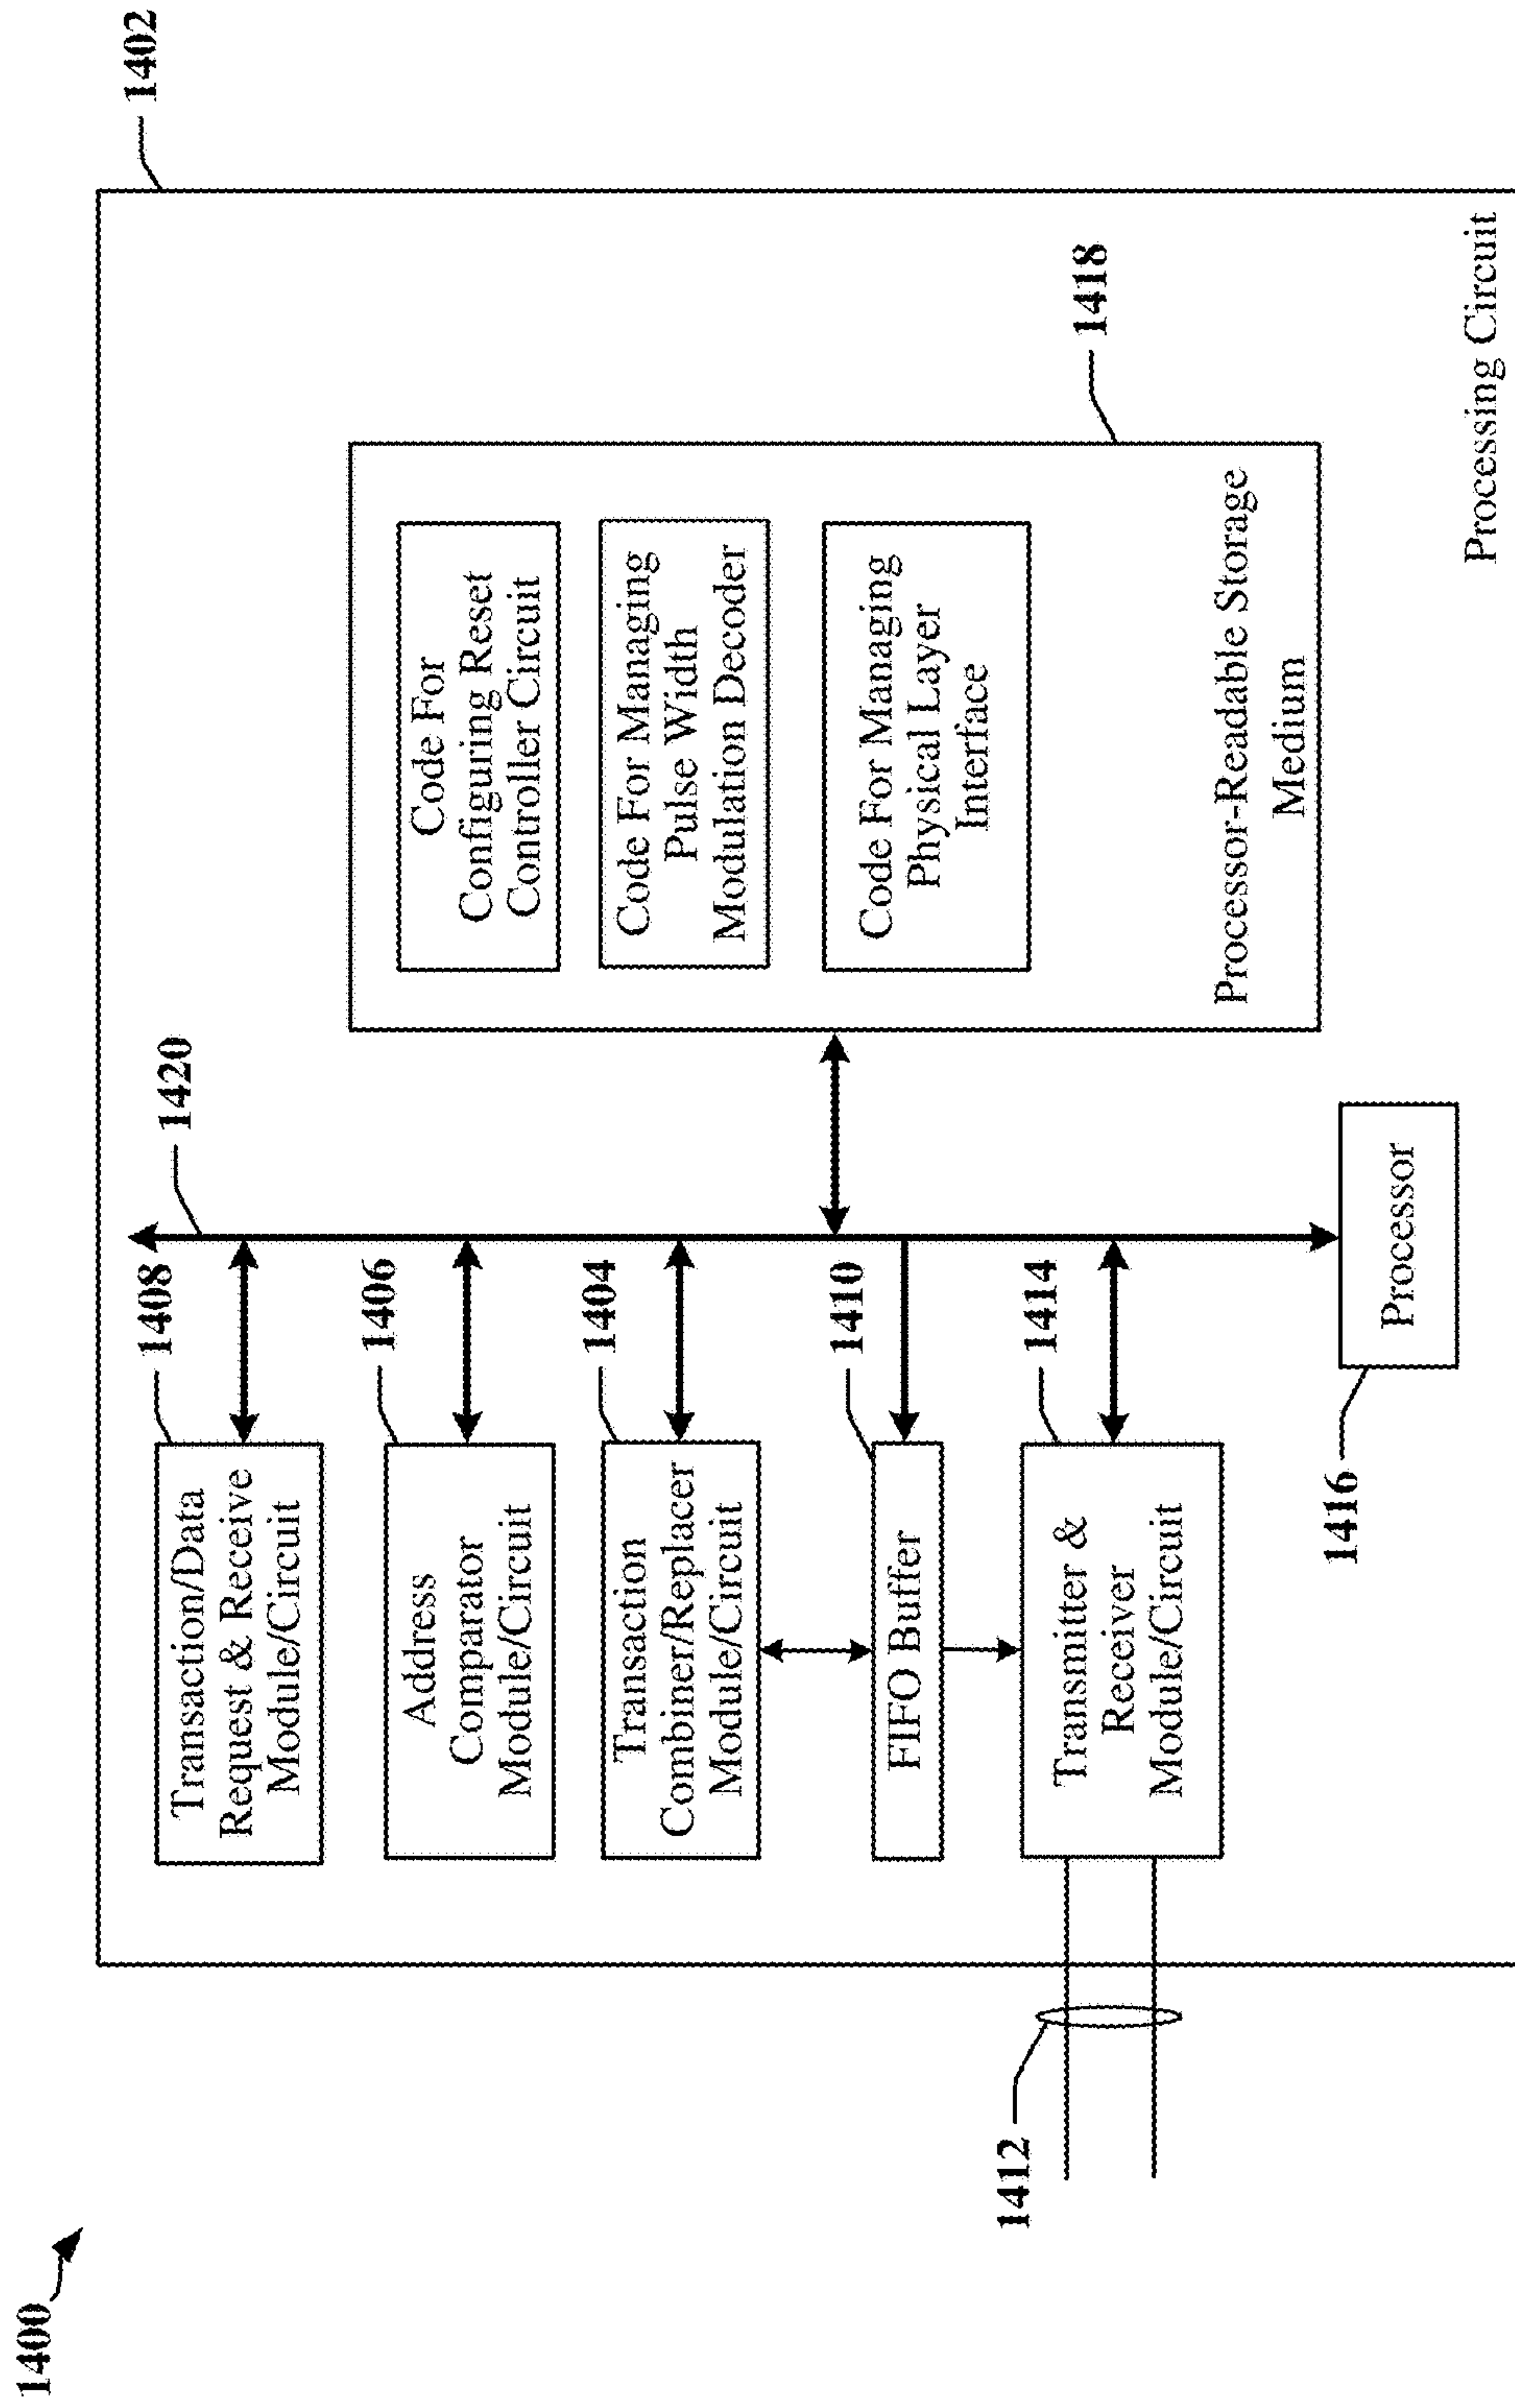 1400
1402
1420
1408
Transaction/Data
Request & Receive
Module/Circuit
1406
Address
Comparator
Module/Circuit
1404
Transaction
Combiner/Replacer
Module/Circuit
1410
FIFO Buffer
1414
Transmitter &
Receiver
Module/Circuit
1412
1416
Processor
Code For
Configuring Reset
Controller Circuit
Code For Managing
Pulse Width
Modulation Decoder
Code For Managing
Physical Layer
Interface
Processor-Readable Storage
Medium
1418
Processing Circuit